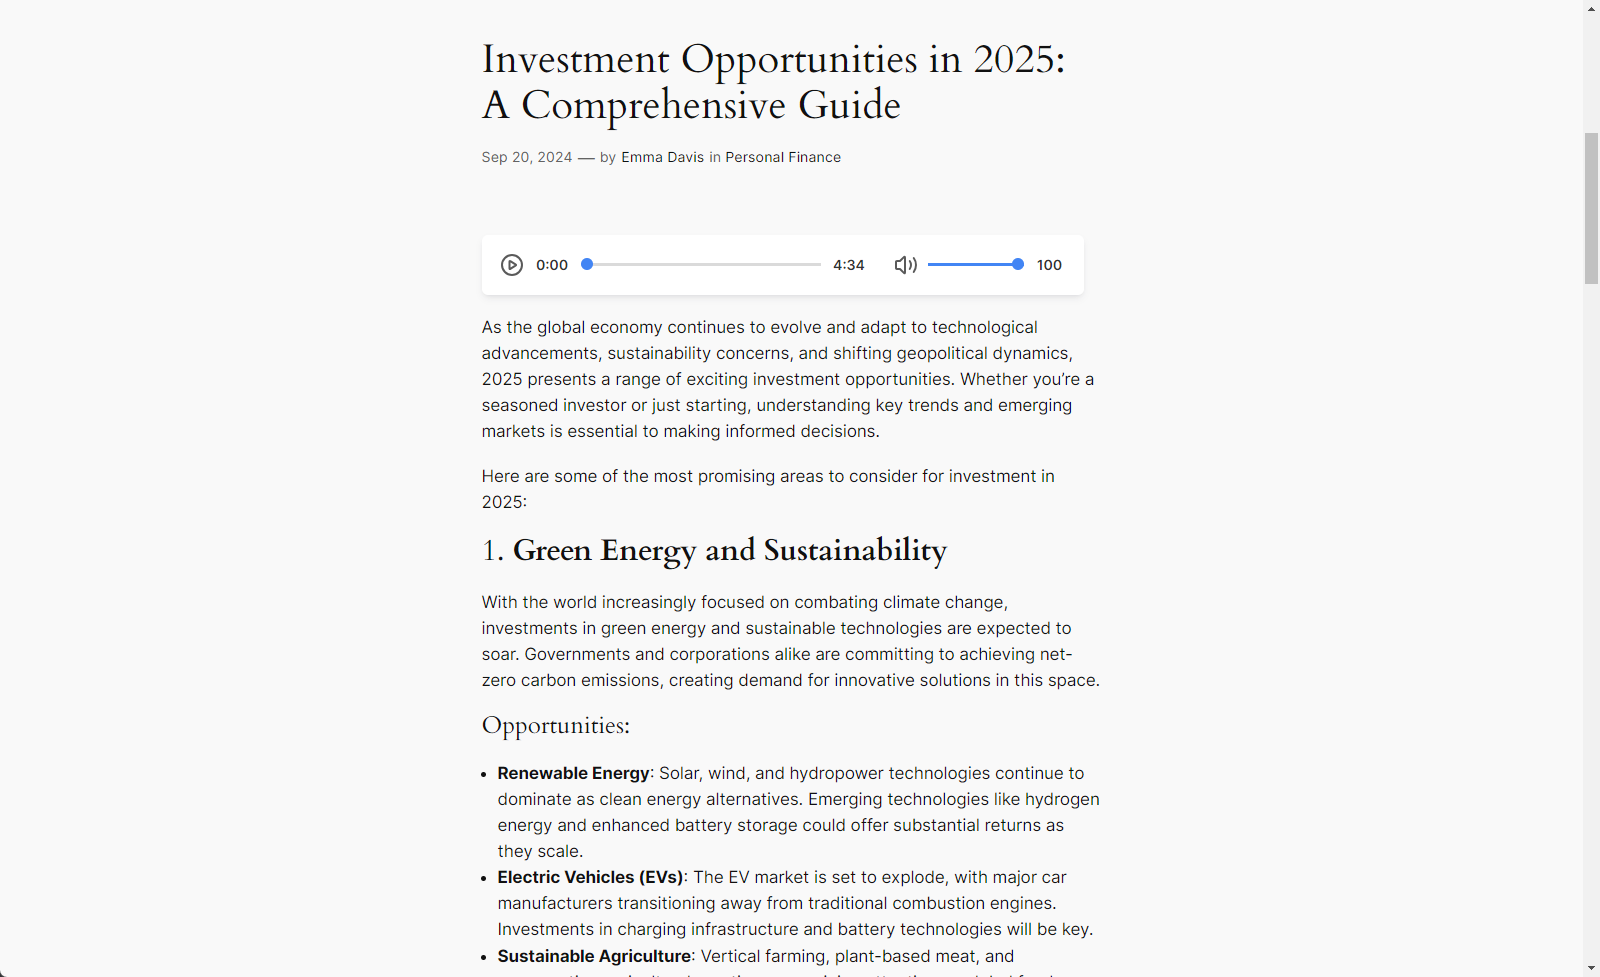 Investment Opportunities in 2025:
A Comprehensive Guide
Sep 20, 2024 — by Emma Davis in Personal Finance
0:00 4:34 100
As the global economy continues to evolve and adapt to technological
advancements, sustainability concerns, and shifting geopolitical dynamics,
2025 presents a range of exciting investment opportunities. Whether you’re a
seasoned investor or just starting, understanding key trends and emerging
markets is essential to making informed decisions.
Here are some of the most promising areas to consider for investment in
2025:
1. Green Energy and Sustainability
With the world increasingly focused on combating climate change,
investments in green energy and sustainable technologies are expected to
soar. Governments and corporations alike are committing to achieving net-
zero carbon emissions, creating demand for innovative solutions in this space.
Opportunities:
• Renewable Energy: Solar, wind, and hydropower technologies continue to
dominate as clean energy alternatives. Emerging technologies like hydrogen
energy and enhanced battery storage could offer substantial returns as
they scale.
• Electric Vehicles (EVs): The EV market is set to explode, with major car
manufacturers transitioning away from traditional combustion engines.
Investments in charging infrastructure and battery technologies will be key.
• Sustainable Agriculture: Vertical farming, plant-based meat, and